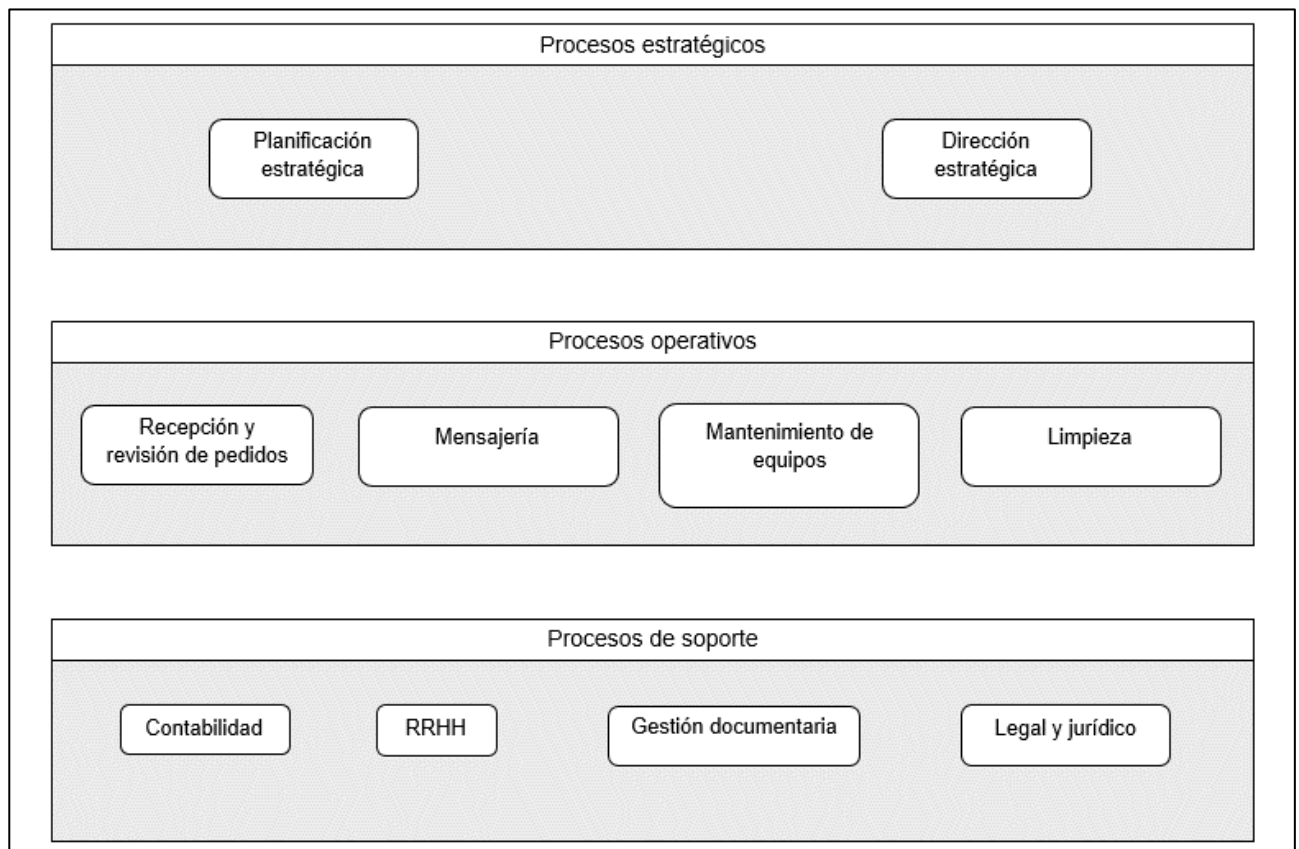 Procesos estratégicos
Planificación
estratégica
Dirección
estratégica
Procesos operativos
Recepción y
revisión de pedidos
Mensajería
Mantenimiento de
equipos
Limpieza
Procesos de soporte
Contabilidad
RRHH
Gestión documentaria
Legal y jurídico